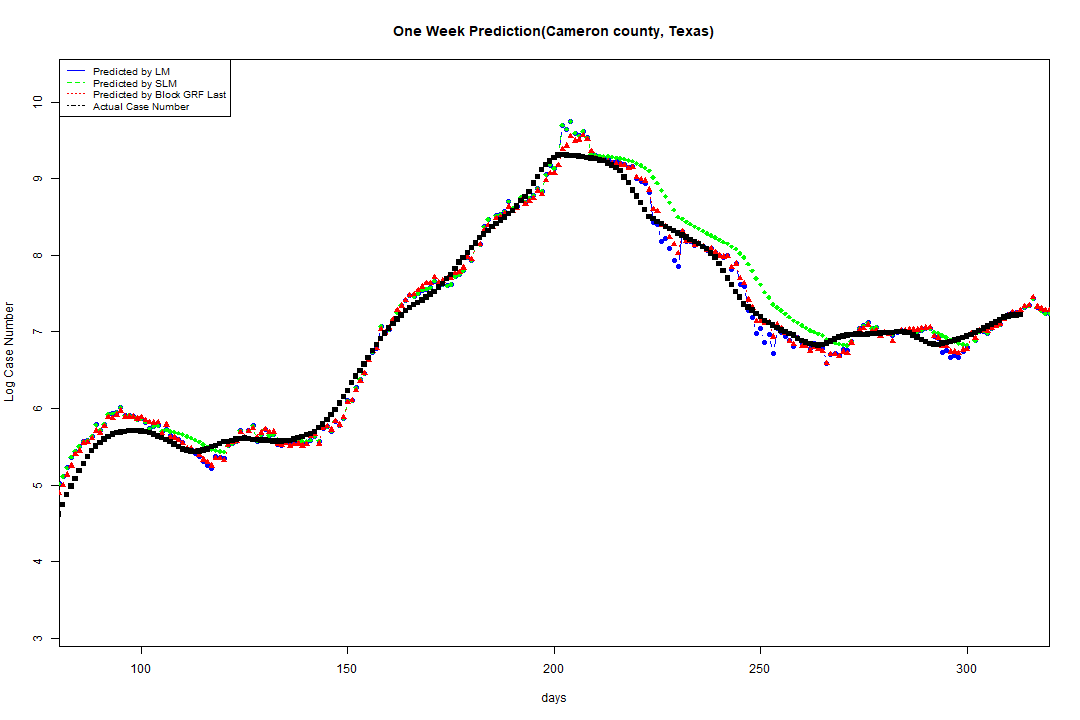 One Week Prediction(Cameron county, Texas)
Predicted by LM
Predicted by SLM
Predicted by Block GRF Last
Actual Case Number
Log Case Number
10
9
8
7
6
5
4
3
100 150 200 250 300
days